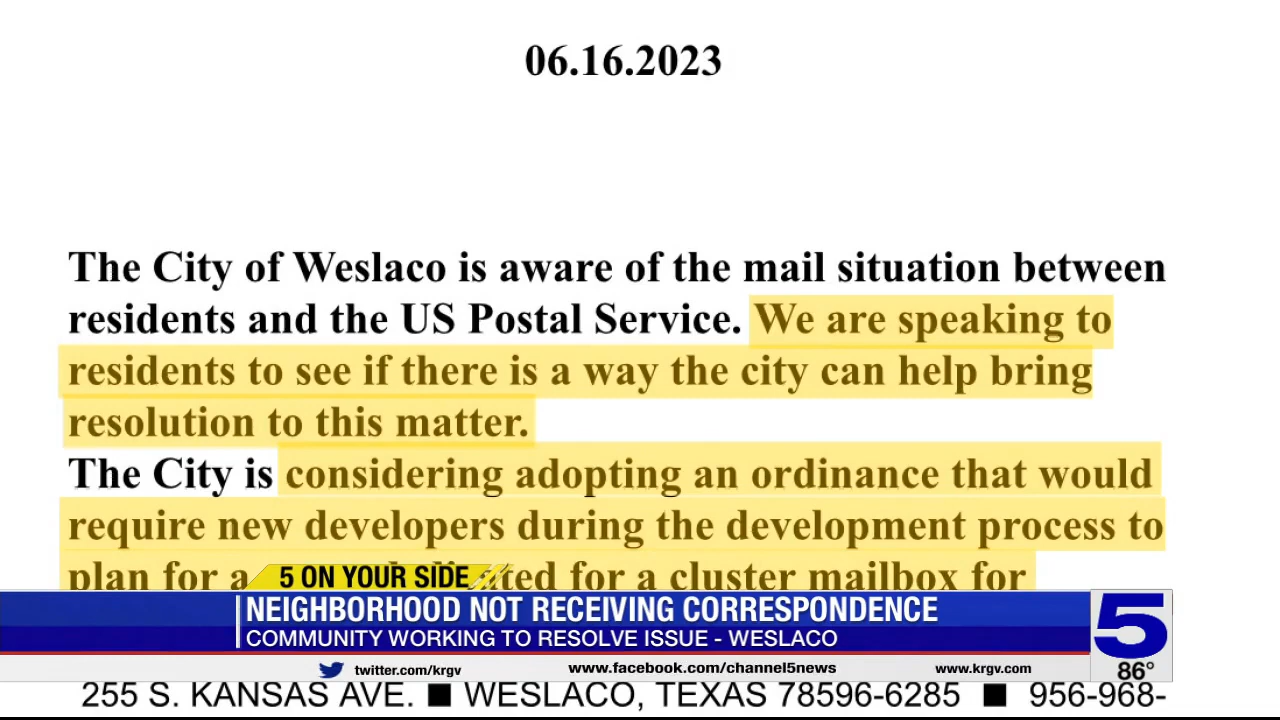 06.16.2023
The City of Weslaco is aware of the mail situation between
residents and the US Postal Service. We are speaking to
residents to see if there is a way the city can help bring
resolution to this matter.
The City is considering adopting an ordinance that would
require new developers during the development process to
plan for a for a cluster mailbox for
5 ON YOUR SIDE
NEIGHBORHOOD NOT RECEIVING CORRESPONDENCE
COMMUNITY WORKING TO RESOLVE ISSUE - WESLACO
5
twitter.com/krgv www.facebook.com/channel5news www.krgv.com
86°
255 S. KANSAS AVE. ■ WESLACO, TEXAS 78596-6285 ■ 956-968-